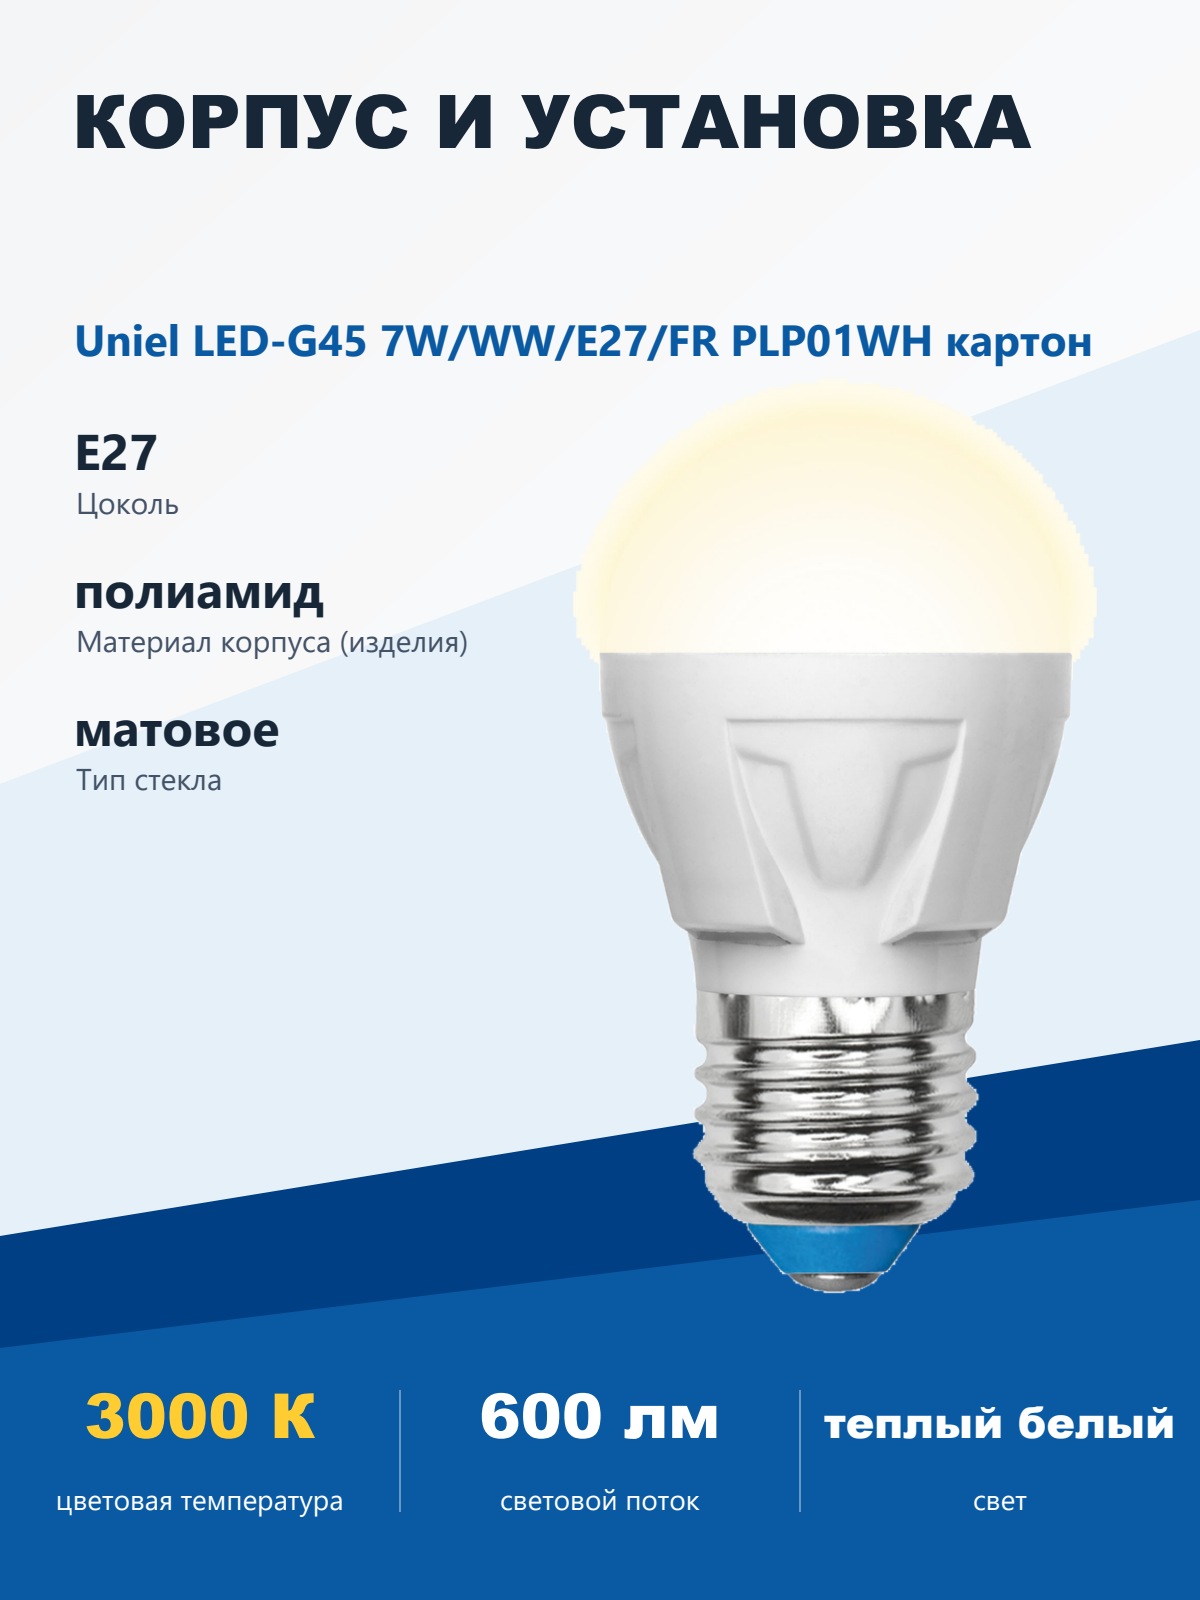 КОРПУС И УСТАНОВКА
Uniel LED-G45 7W/WW/E27/FR PLP01WH картон
E27
Цоколь
полиамид
Материал корпуса (изделия)
матовое
Тип стекла
3000 К
цветовая температура
600 лм
световой поток
теплый белый
свет